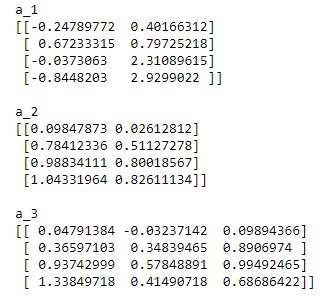 a_1
[[-0.24789772  0.40166312]
 [ 0.67233315  0.79725218]
 [-0.0373063   2.31089615]
 [-0.8448203   2.9299022 ]]

a_2
[[0.09847873 0.02612812]
 [0.78412336 0.51127278]
 [0.98834111 0.80018567]
 [1.04331964 0.82611134]]

a_3
[[ 0.04791384 -0.03237142  0.09894366]
 [ 0.36597103  0.34839465  0.8906974 ]
 [ 0.93742999  0.57848891  0.99492465]
 [ 1.33849718  0.41490718  0.68686422]]